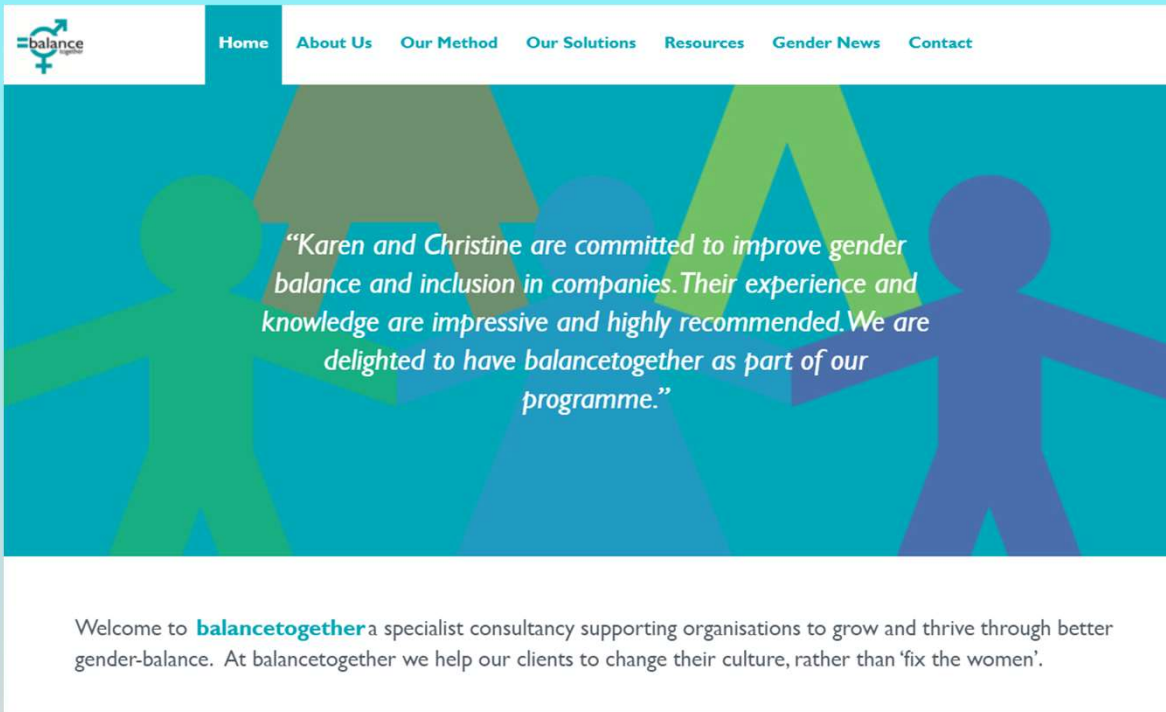 =balance
together
Home About Us Our Method Our Solutions Resources Gender News Contact
“Karen and Christine are committed to improve gender
balance and inclusion in companies. Their experience and
knowledge are impressive and highly recommended. We are
delighted to have balancetogether as part of our
programme.”
Welcome to balancetogether a specialist consultancy supporting organisations to grow and thrive through better
gender-balance. At balancetogether we help our clients to change their culture, rather than ‘fix the women’.